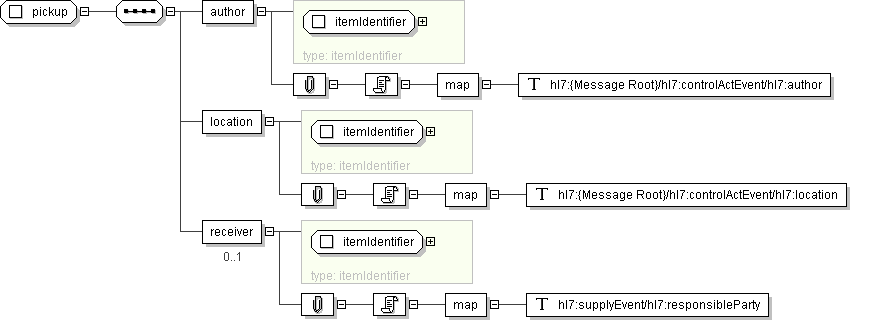 pickup
author
itemIdentifier
type: itemIdentifier
map
T hl7:{Message Root}/hl7:controlActEvent/hl7:author
location
itemIdentifier
type: itemIdentifier
map
T hl7:{Message Root}/hl7:controlActEvent/hl7:location
receiver
0..1
itemIdentifier
type: itemIdentifier
map
T hl7:supplyEvent/hl7:responsibleParty